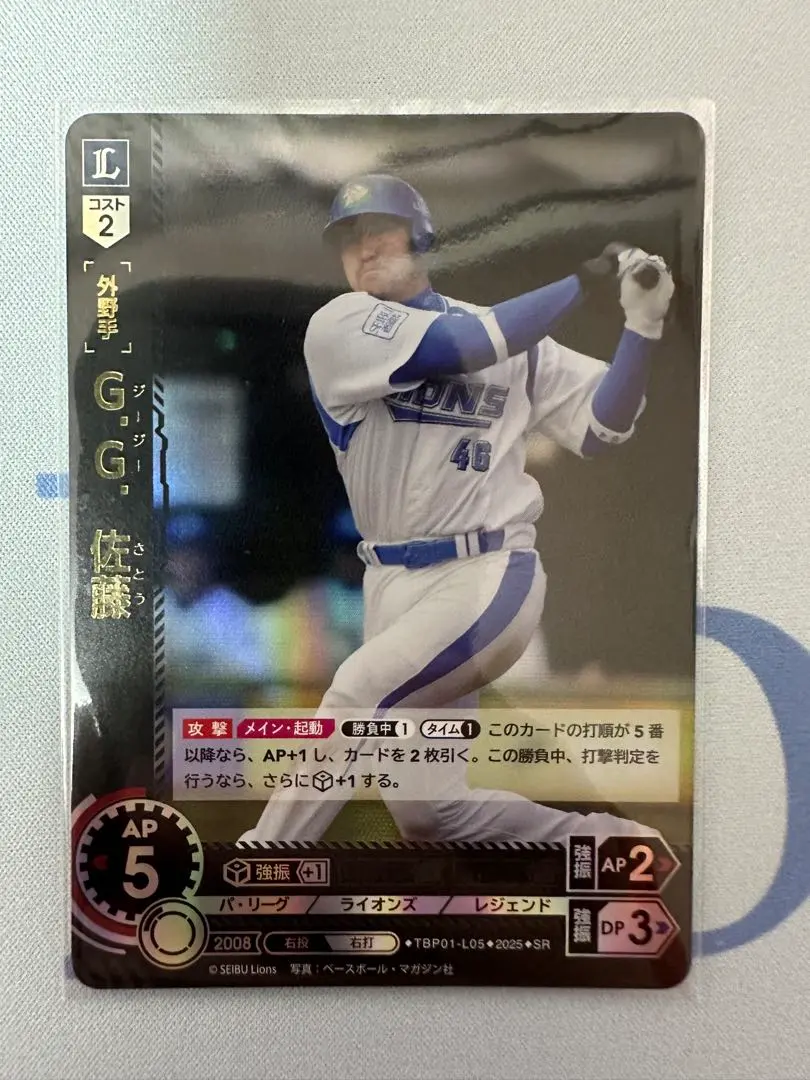 L
コスト
2
外野手
G.G.
ジージー
佐藤
さとう
LIONS
46
攻撃 メイン・起動 勝負中1 タイム1 このカードの打順が5番
以降なら、AP+1し、カードを2枚引く。この勝負中、打撃判定を
行うなら、さらに+1する。
AP
5
強振 +1
強振 AP 2
パ・リーグ / ライオンズ / レジェンド
強振 DP 3
2008 右投 右打 ◆TBP01-L05◆2025◆SR
© SEIBU Lions 写真：ベースボール・マガジン社